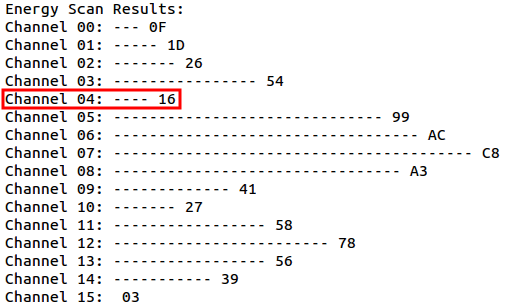 Energy Scan Results:
Channel 00: --- 0F
Channel 01: ----- 1D
Channel 02: ------- 26
Channel 03: ---------------- 54
Channel 04: ---- 16
Channel 05: ------------------------------ 99
Channel 06: ---------------------------------- AC
Channel 07: ---------------------------------------- C8
Channel 08: -------------------------------- A3
Channel 09: ------------- 41
Channel 10: ------- 27
Channel 11: ----------------- 58
Channel 12: ------------------------ 78
Channel 13: ----------------- 56
Channel 14: ----------- 39
Channel 15:  03